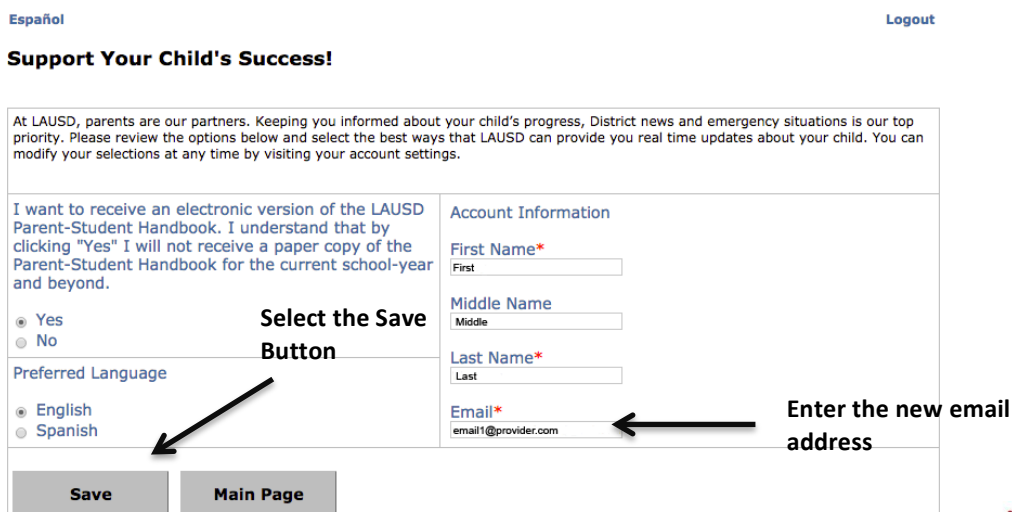 Español
Logout
Support Your Child's Success!
At LAUSD, parents are our partners. Keeping you informed about your child's progress, District news and emergency situations is our top
priority. Please review the options below and select the best ways that LAUSD can provide you real time updates about your child. You can
modify your selections at any time by visiting your account settings.
I want to receive an electronic version of the LAUSD
Parent-Student Handbook. I understand that by
clicking "Yes" I will not receive a paper copy of the
Parent-Student Handbook for the current school-year
and beyond.
Yes
No
Select the Save
Button
Preferred Language
English
Spanish
Account Information
First Name*
First
Middle Name
Middle
Last Name*
Last
Email*
email1@provider.com
Enter the new email
address
Save
Main Page